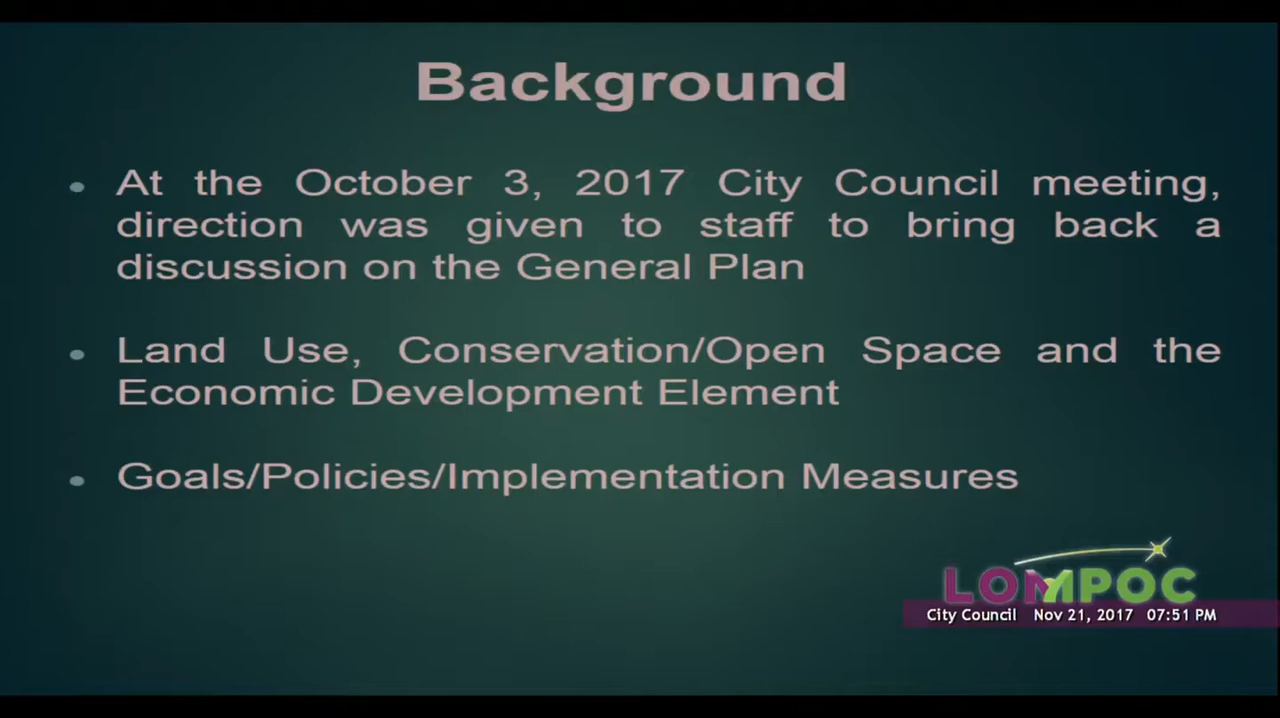 Background
• At the October 3, 2017 City Council meeting,
direction was given to staff to bring back a
discussion on the General Plan
• Land Use, Conservation/Open Space and the
Economic Development Element
• Goals/Policies/Implementation Measures
LOMPOC
City Council Nov 21, 2017 07:51 PM